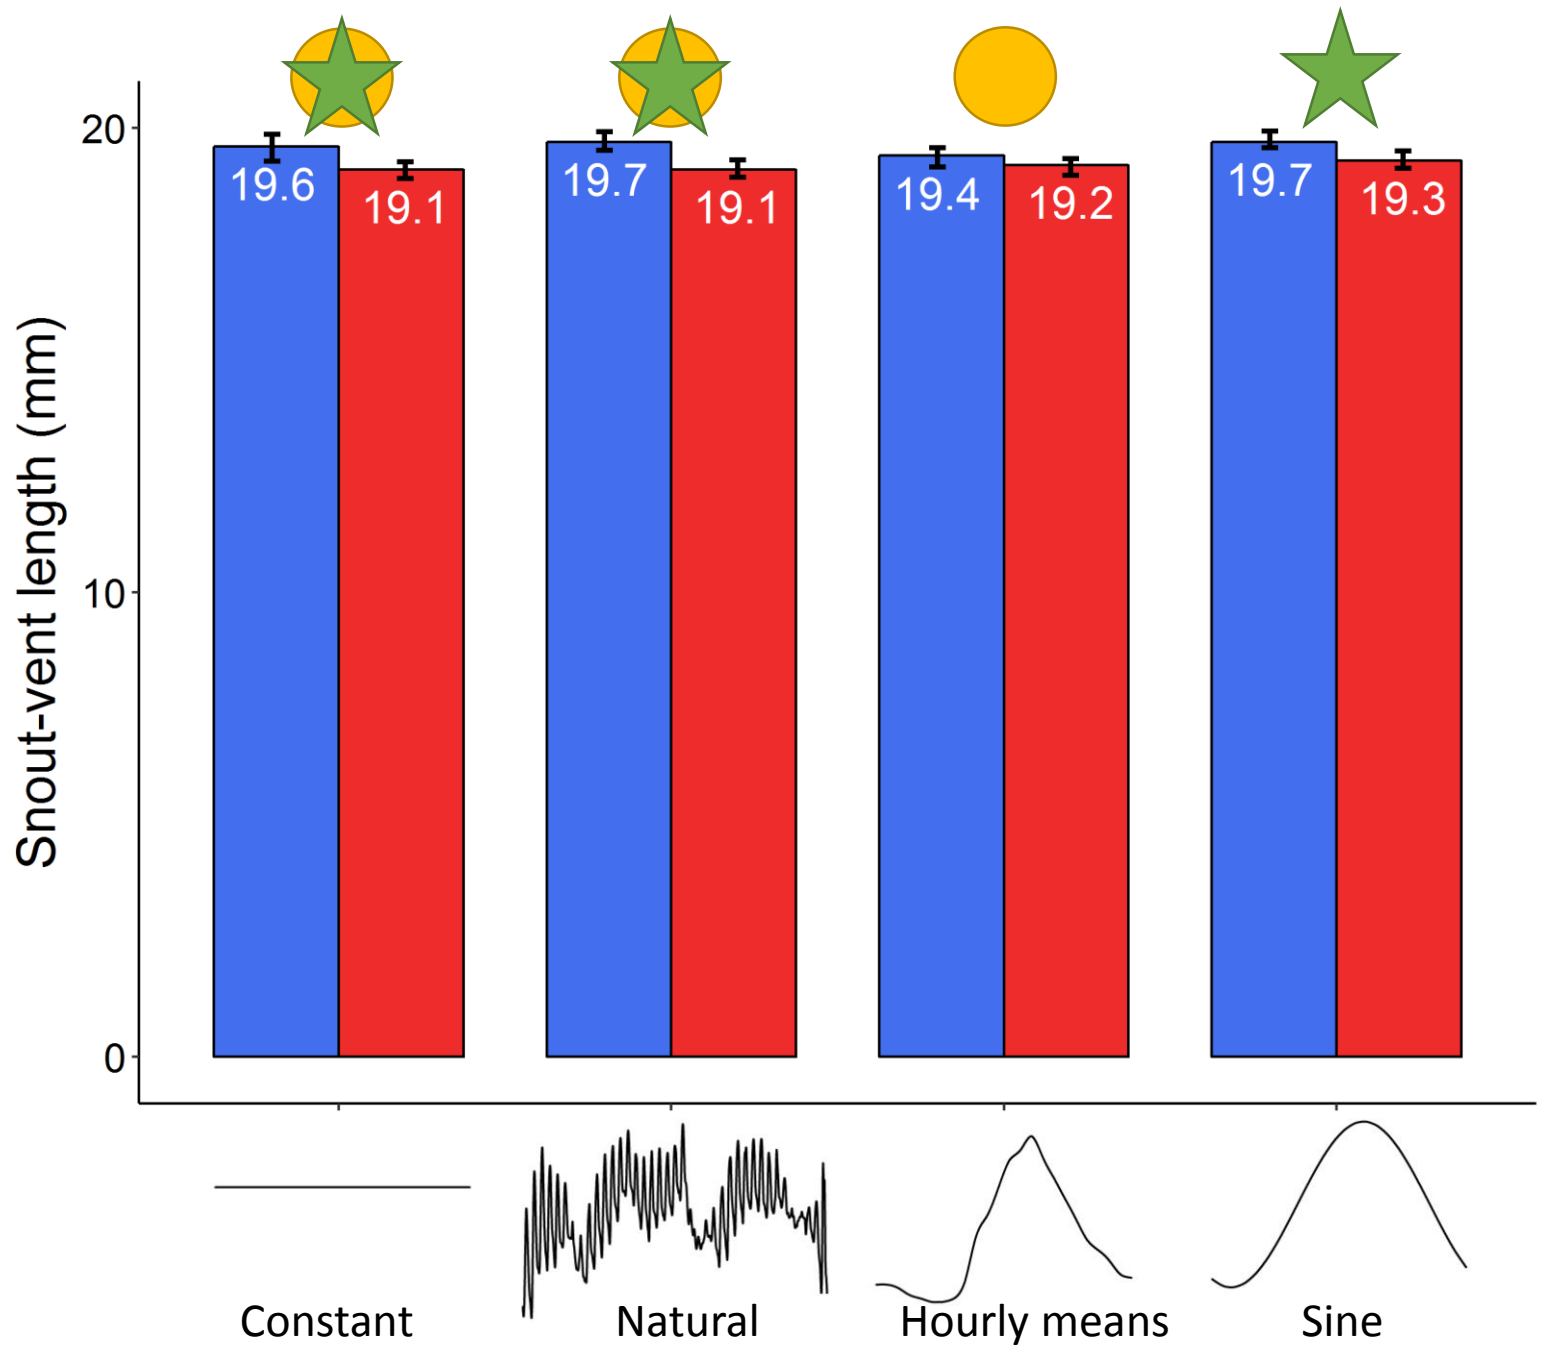 Snout-vent length (mm)
20
10
0
19.6
19.1
19.7
19.1
19.4
19.2
19.7
19.3
Constant
Natural
Hourly means
Sine